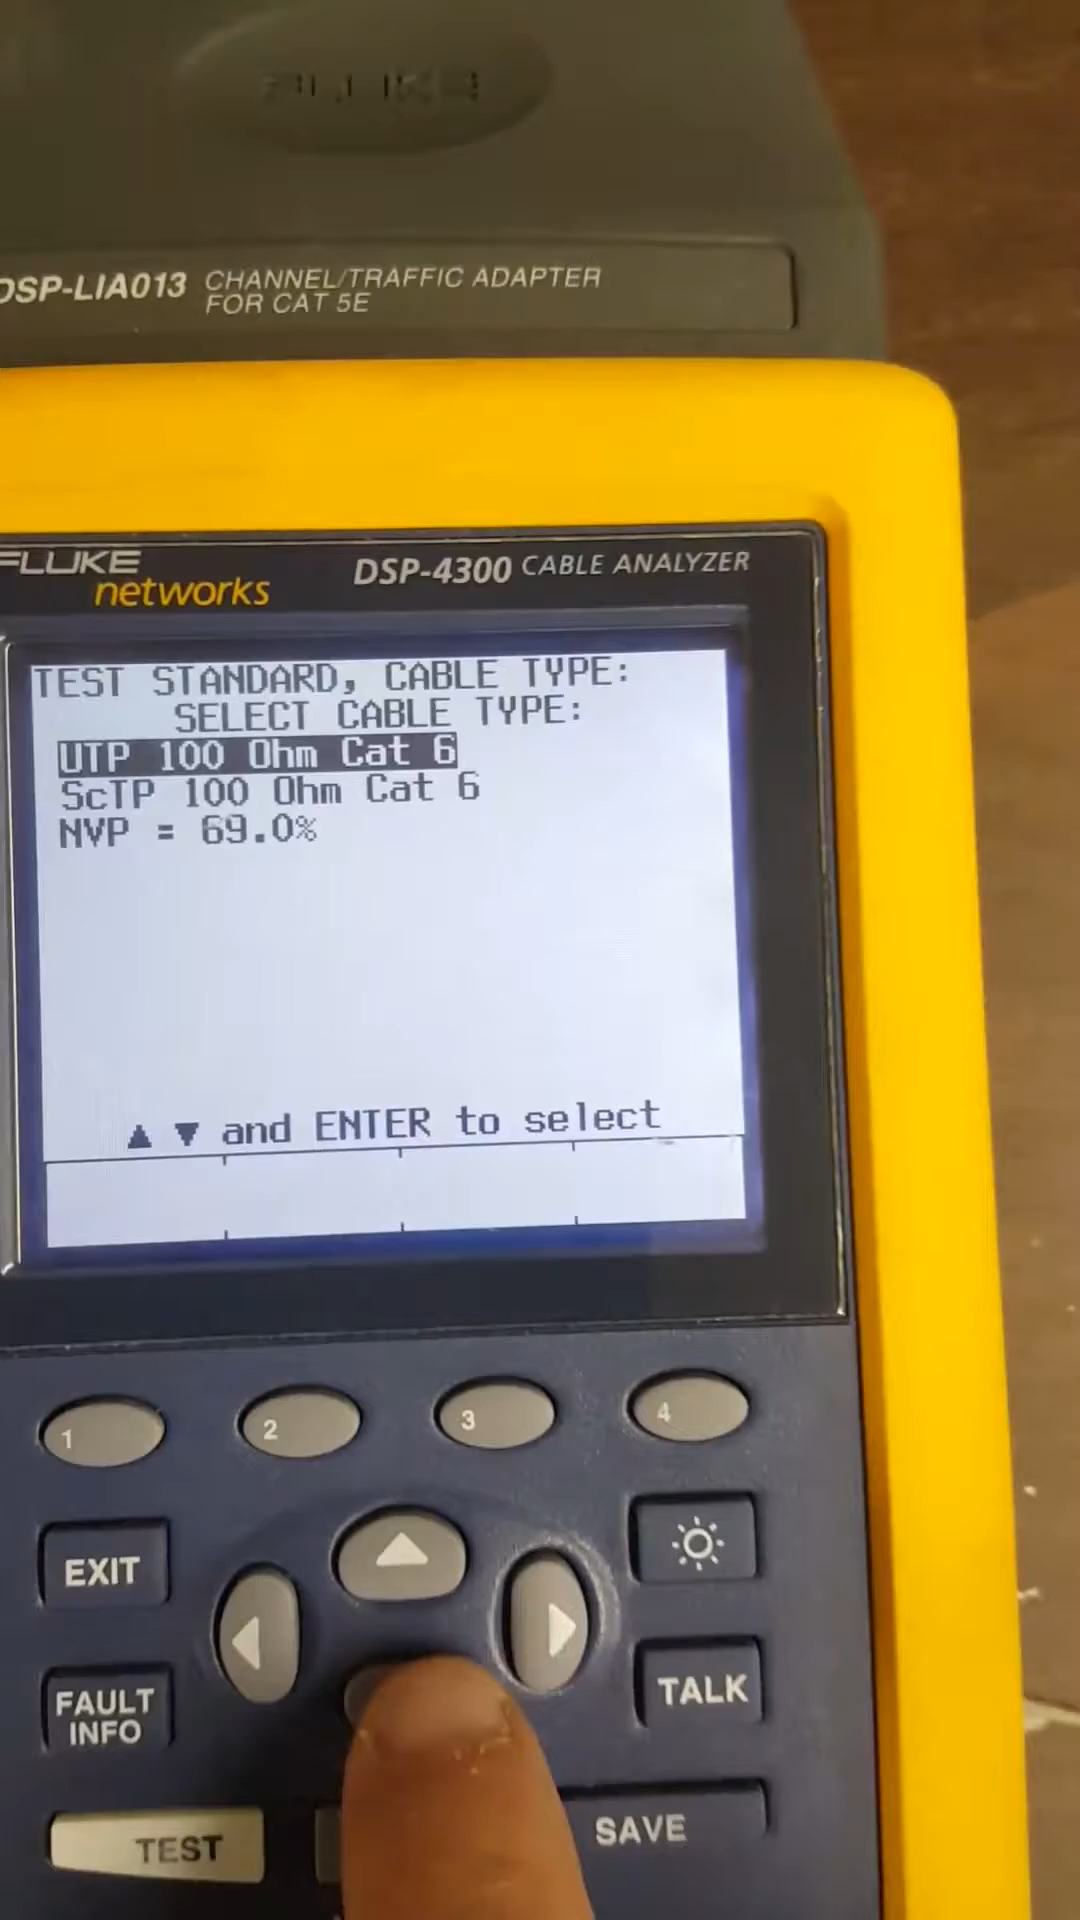 FLUKE
DSP-LIA013 CHANNEL/TRAFFIC ADAPTER
FOR CAT 5E
FLUKE
networks
DSP-4300 CABLE ANALYZER
TEST STANDARD, CABLE TYPE:
SELECT CABLE TYPE:
UTP 100 Ohm Cat 6
ScTP 100 Ohm Cat 6
NVP = 69.0%
▲ ▼ and ENTER to select
1 2 3 4
EXIT
FAULT
INFO
TALK
TEST
SAVE